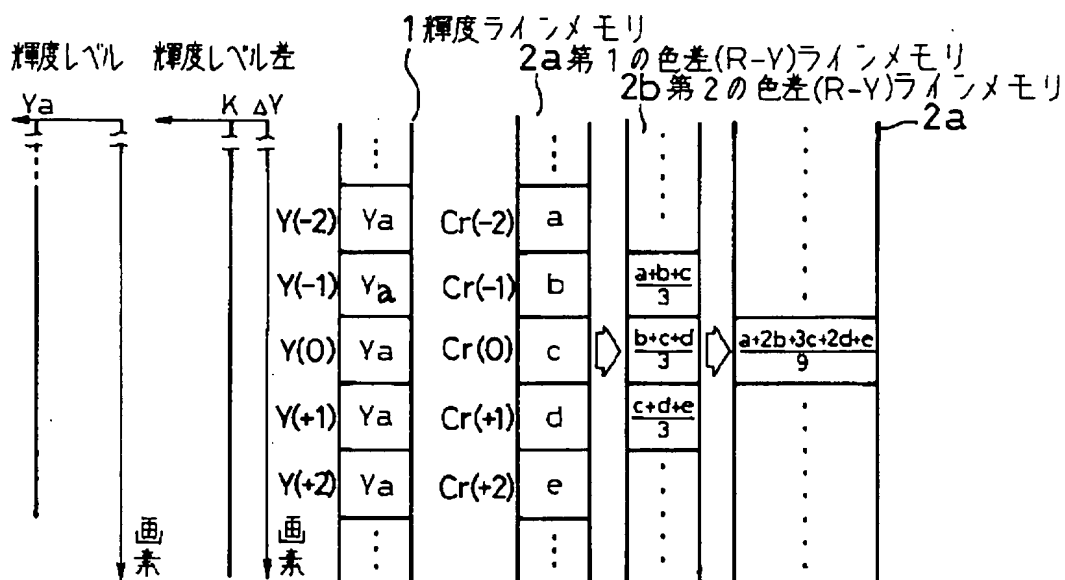 1輝度ラインメモリ
輝度レベル 輝度レベル差
2a第1の色差(R-Y)ラインメモリ
2b第2の色差(R-Y)ラインメモリ
Ya K ΔY 2a
Y(-2) Ya Cr(-2) a
Y(-1) Ya Cr(-1) b a+b+c/3
Y(0) Ya Cr(0) c b+c+d/3 a+2b+3c+2d+e/9
Y(+1) Ya Cr(+1) d c+d+e/3
Y(+2) Ya Cr(+2) e
画素 画素